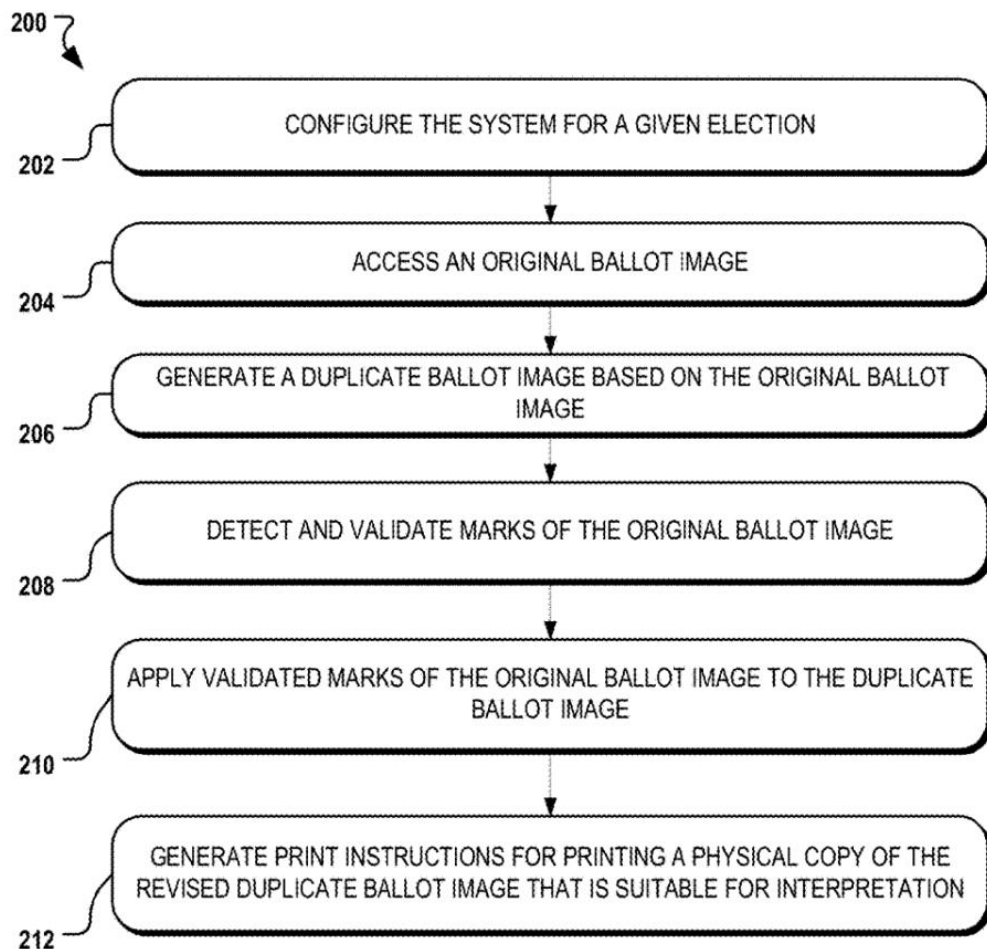 200
CONFIGURE THE SYSTEM FOR A GIVEN ELECTION
202
ACCESS AN ORIGINAL BALLOT IMAGE
204
GENERATE A DUPLICATE BALLOT IMAGE BASED ON THE ORIGINAL BALLOT
IMAGE
206
DETECT AND VALIDATE MARKS OF THE ORIGINAL BALLOT IMAGE
208
APPLY VALIDATED MARKS OF THE ORIGINAL BALLOT IMAGE TO THE DUPLICATE
BALLOT IMAGE
210
GENERATE PRINT INSTRUCTIONS FOR PRINTING A PHYSICAL COPY OF THE
REVISED DUPLICATE BALLOT IMAGE THAT IS SUITABLE FOR INTERPRETATION
212